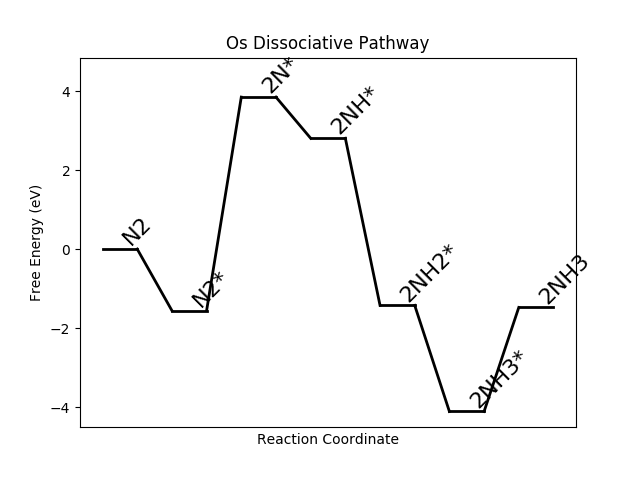 Os Dissociative Pathway
Free Energy (eV)
4
2
0
−2
−4
N2
N2*
2N*
2NH*
2NH2*
2NH3*
2NH3
Reaction Coordinate